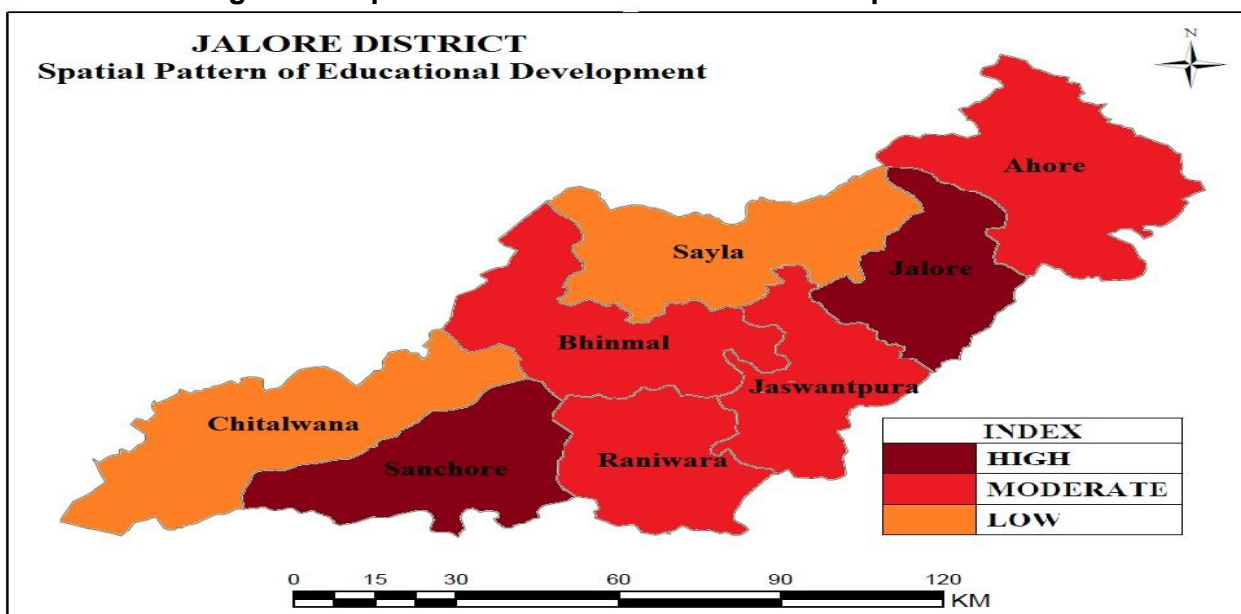 JALORE DISTRICT
Spatial Pattern of Educational Development
N
Ahore
Sayla
Jalore
Bhinmal
Jaswantpura
Chitalwana
Sanchore
Raniwara
INDEX
HIGH
MODERATE
LOW
0 15 30 60 90 120
KM